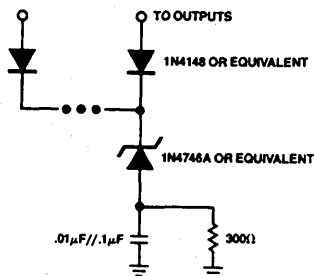 TO OUTPUTS
1N4148 OR EQUIVALENT
1N4746A OR EQUIVALENT
.01μF//.1μF
300Ω